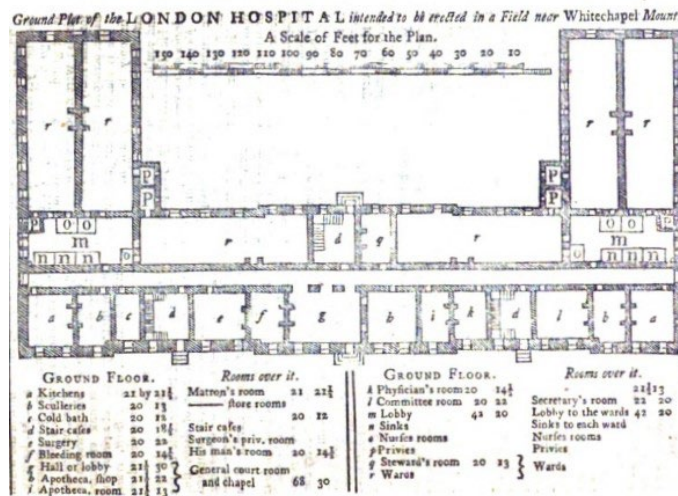 Ground Plot of the LONDON HOSPITAL intended to be erected in a Field near Whitechapel Mount
A Scale of Feet for the Plan.
150 140 130 120 110 100 90 80 70 60 50 40 30 20 10
r r r r
P P
P P
P o o o o P
m r d q r m
n n n o o n n n
a b c d e f g h i k d l b a
GROUND FLOOR.
a Kitchens 21 by 21½
b Sculleries 20 13
c Cold bath 20 12
d Stair cases 20 18½
e Surgery 20 22
f Bleeding room 20 14½
g Hall or lobby 21½ 30
h Apotheca. shop 22
i Apotheca. room 21½ 13
Rooms over it.
Matron's room 21 21½
—— store rooms
20 12
Stair cases
Surgeon's priv. room
His man's room 20 14½
General court room
and chapel 68 30
GROUND FLOOR.
k Physician's room 20 14½
l Committee room 20 22
m Lobby 42 20
n Sinks
o Nurses rooms
p Privies
q Steward's room 20 13
r Wards
Rooms over it.
21½ 13
Secretary's room 22 20
Lobby to the wards 42 20
Sinks to each ward
Nurses rooms
Privies
Wards